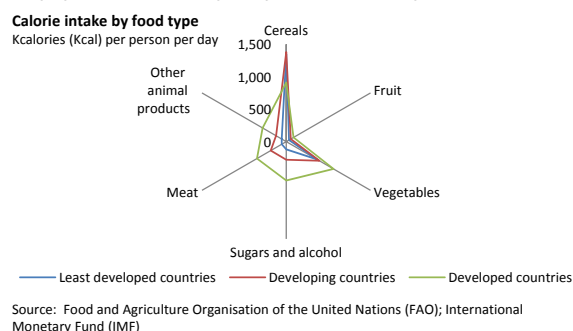 Calorie intake by food type
Kcalories (Kcal) per person per day
Cereals
1,500
1,000
500
0
Other
animal
products
Fruit
Meat
Vegetables
Sugars and alcohol
Least developed countries
Developing countries
Developed countries
Source: Food and Agriculture Organisation of the United Nations (FAO); International
Monetary Fund (IMF)